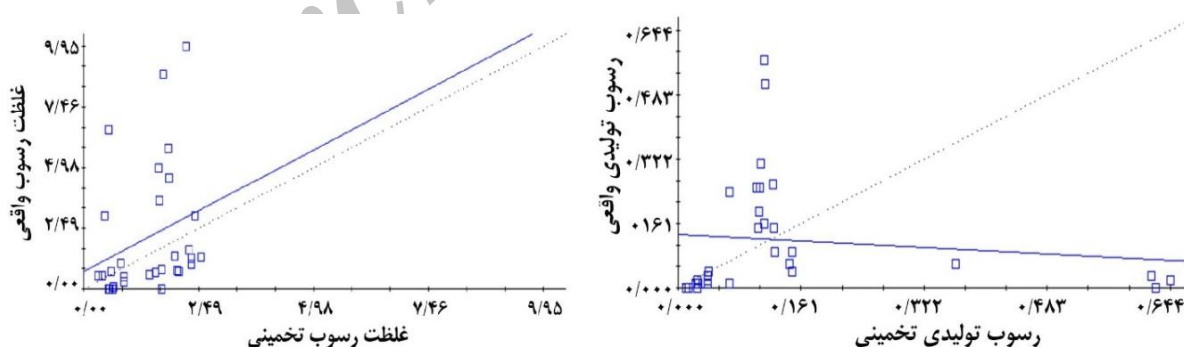 ۹/۹۵
۷/۴۶
۴/۹۸
۲/۴۹
۰/۰۰
غلظت رسوب واقعی
۰/۰۰ ۲/۴۹ ۴/۹۸ ۷/۴۶ ۹/۹۵
غلظت رسوب تخمینی
۰/۶۴۴
۰/۴۸۳
۰/۳۲۲
۰۱۶۱
۰/۰۰۰
رسوب تولیدی واقعی
۰/۰۰۰ ۰/۱۶۱ ۰/۳۲۲ ۰/۴۸۳ ۰/۶۴۴
رسوب تولیدی تخمینی